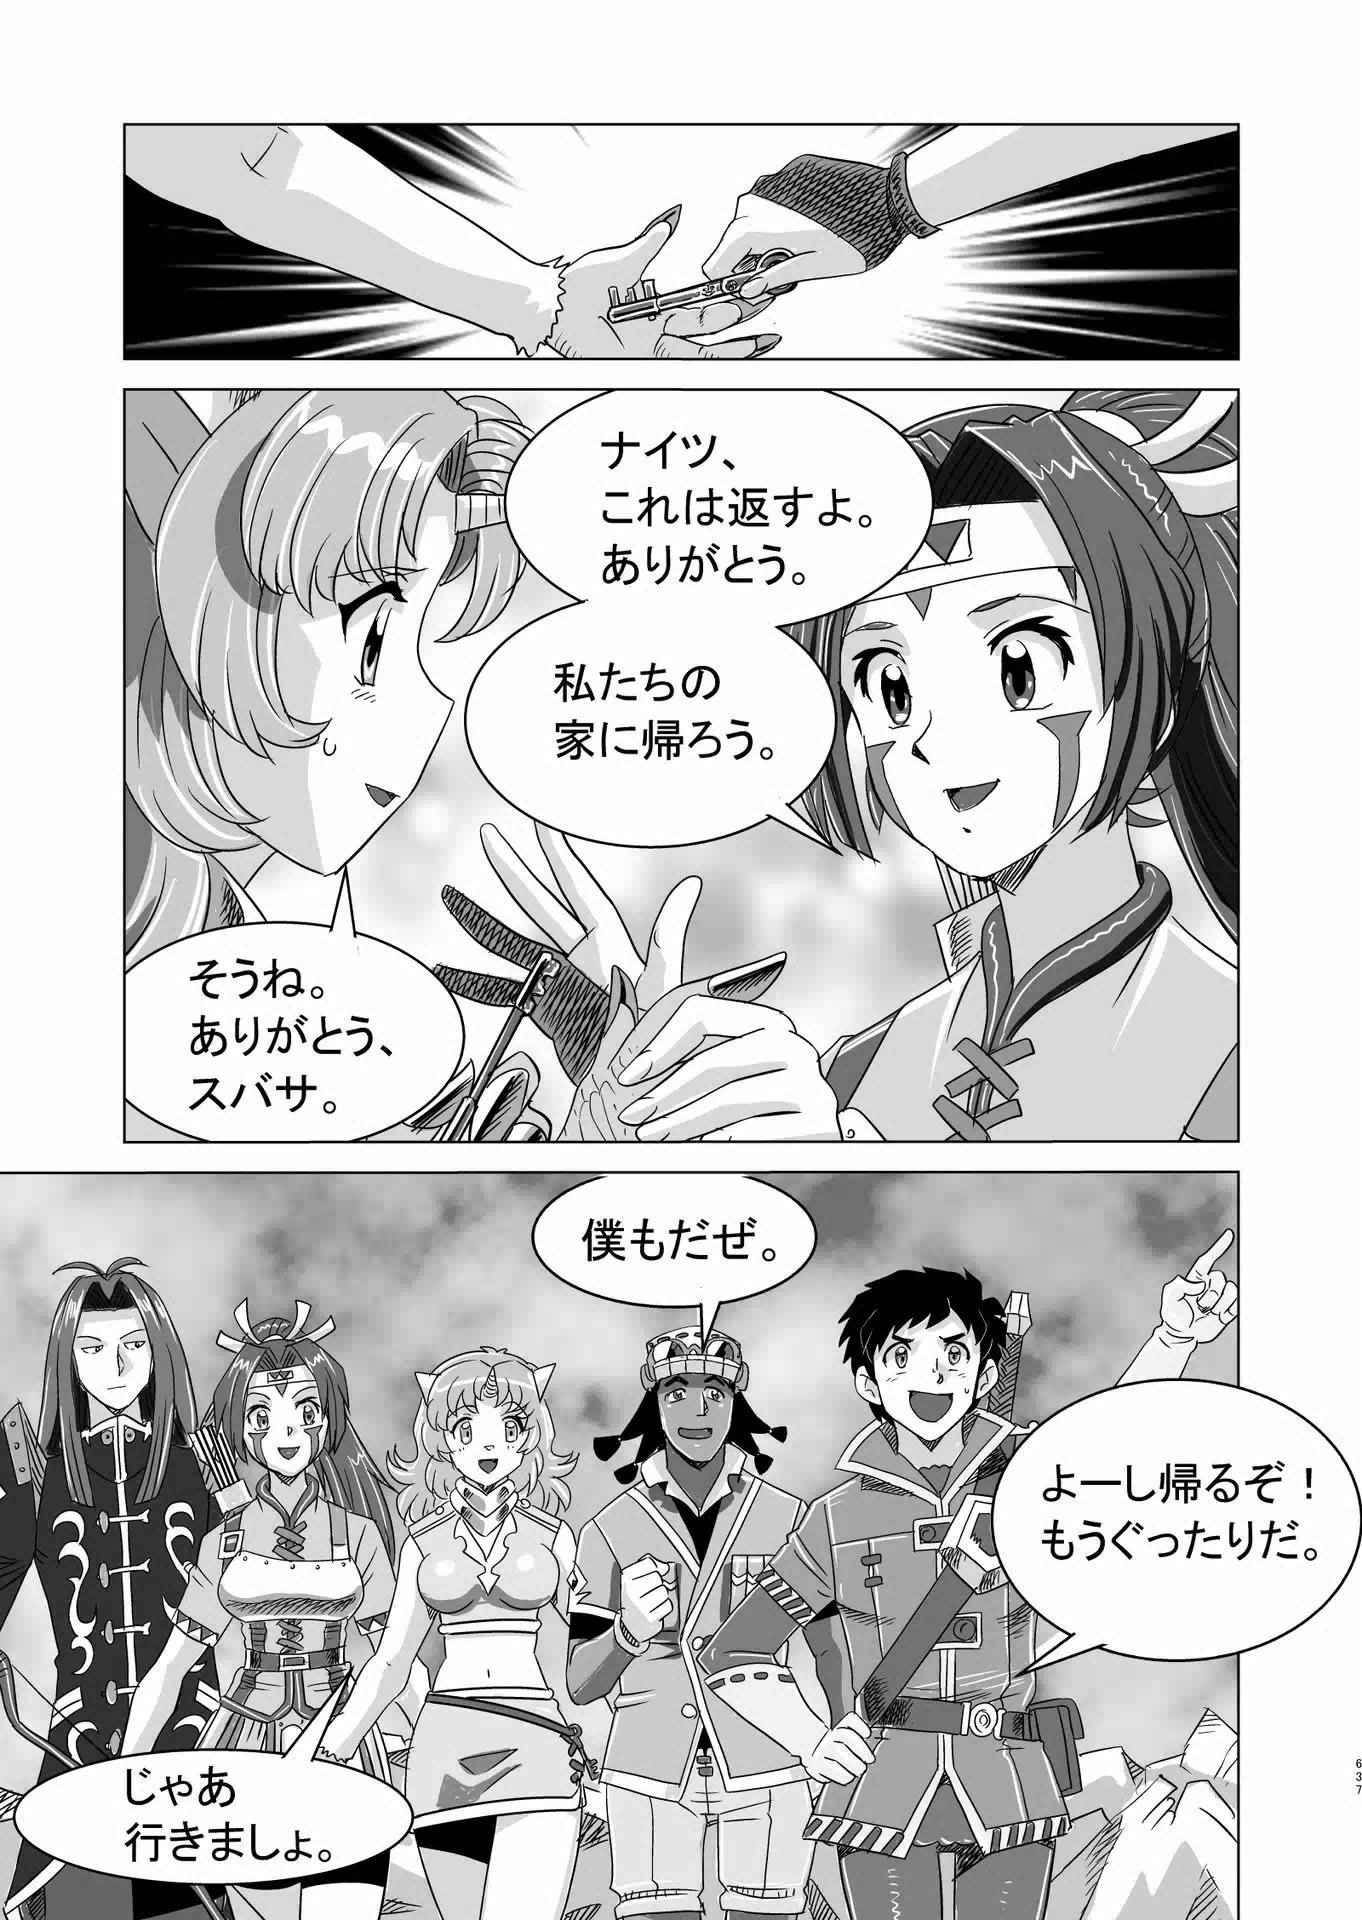 ナイツ、
これは返すよ。
ありがとう。
私たちの
家に帰ろう。
そうね。
ありがとう、
スバサ。
よーし帰るぞ！
もうぐったりだ。
僕もだぜ。
じゃあ
行きましょ。
637